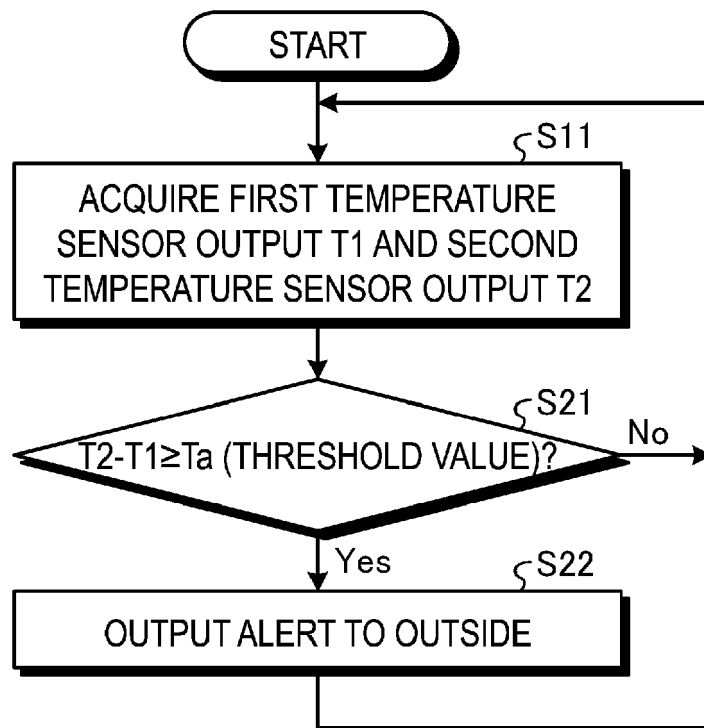 START
S11
ACQUIRE FIRST TEMPERATURE
SENSOR OUTPUT T1 AND SECOND
TEMPERATURE SENSOR OUTPUT T2
S21
T2-T1≥Ta (THRESHOLD VALUE)?
No
Yes
S22
OUTPUT ALERT TO OUTSIDE